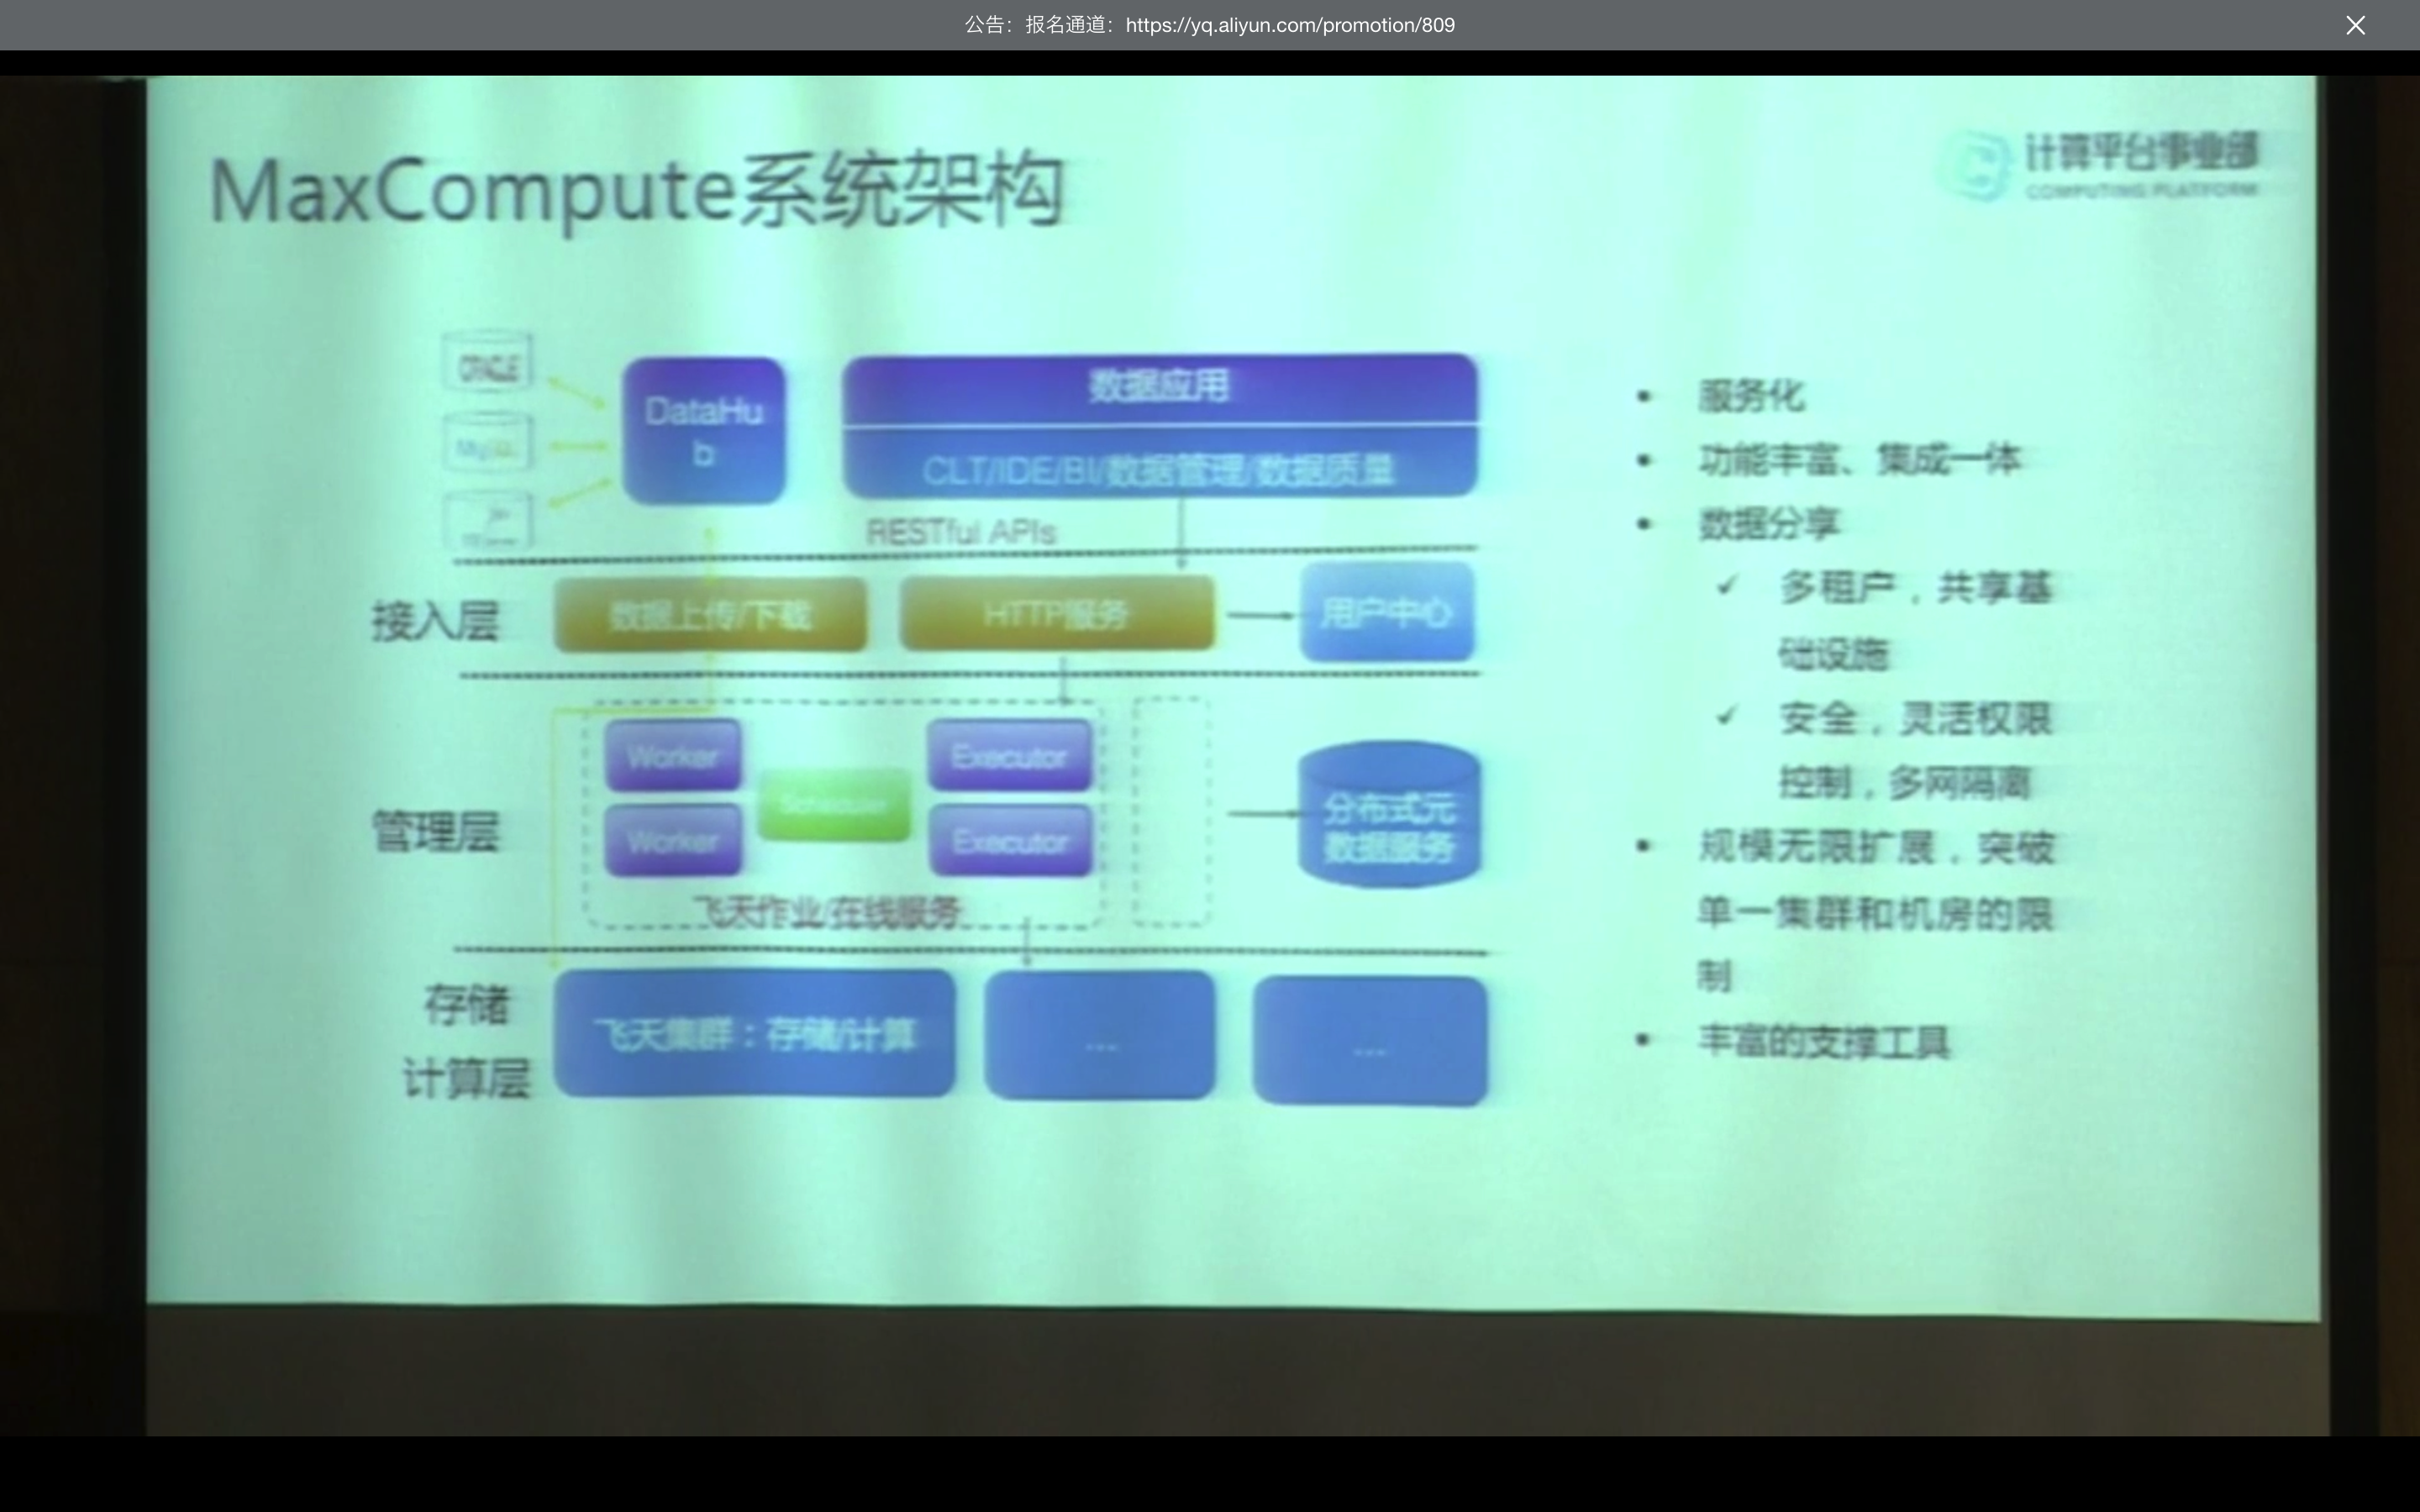 公告：报名通道：https://yq.aliyun.com/promotion/809
MaxCompute系统架构
计算平台事业部
COMPUTING PLATFORM
ORACLE
MySQL
DataHu
b
数据应用
CLT/IDE/BI/数据管理/数据质量
RESTful APIs
接入层
数据上传/下载
HTTP服务
用户中心
管理层
Worker
Scheduler
Executor
Worker
Executor
飞天作业/在线服务
分布式元
数据服务
存储
计算层
飞天集群：存储/计算
...
...
• 服务化
• 功能丰富、集成一体
• 数据分享
✓ 多租户，共享基
础设施
✓ 安全，灵活权限
控制，多网隔离
• 规模无限扩展，突破
单一集群和机房的限
制
• 丰富的支撑工具